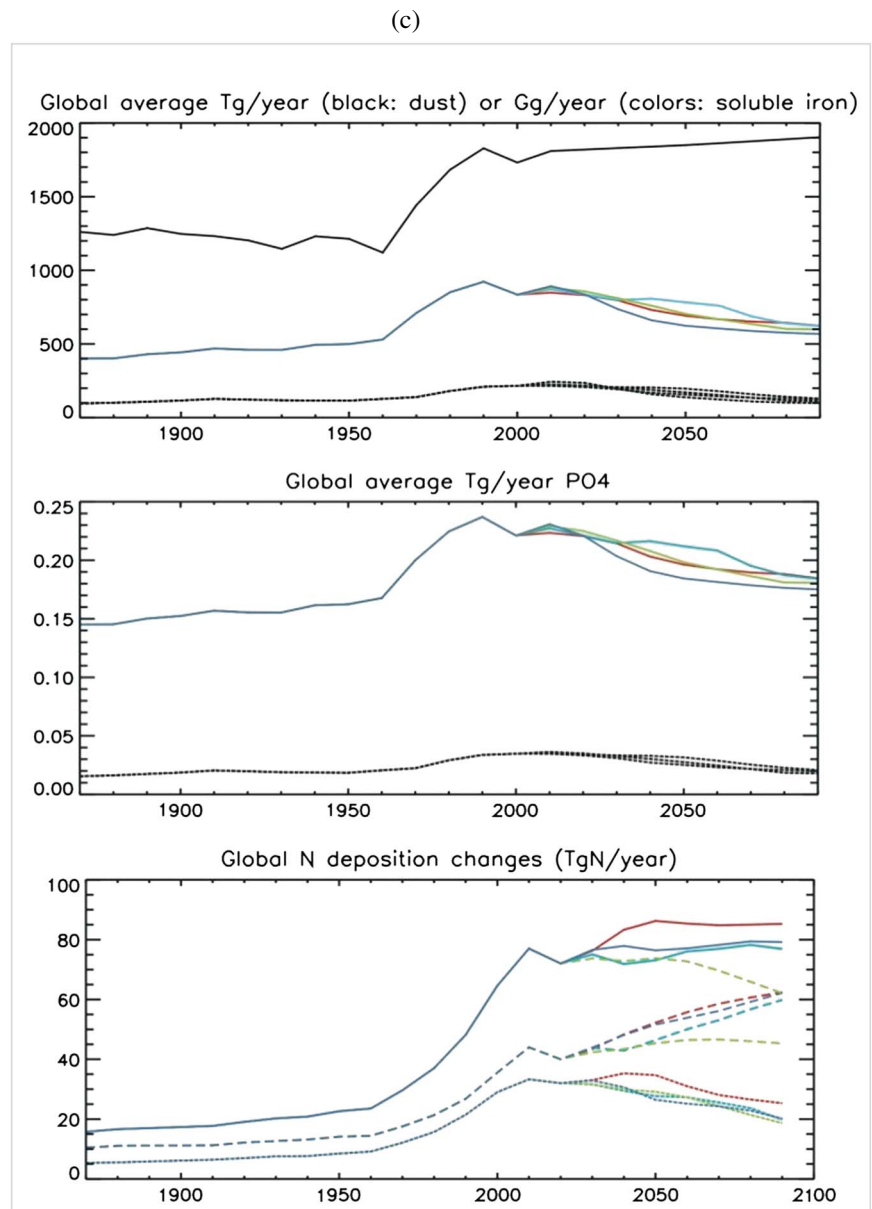 (c)
Global average Tg/year (black: dust) or Gg/year (colors: soluble iron)
2000
1500
1000
500
0
1900 1950 2000 2050
Global average Tg/year PO4
0.25
0.20
0.15
0.10
0.05
0.00
1900 1950 2000 2050
Global N deposition changes (TgN/year)
100
80
60
40
20
0
1900 1950 2000 2050 2100